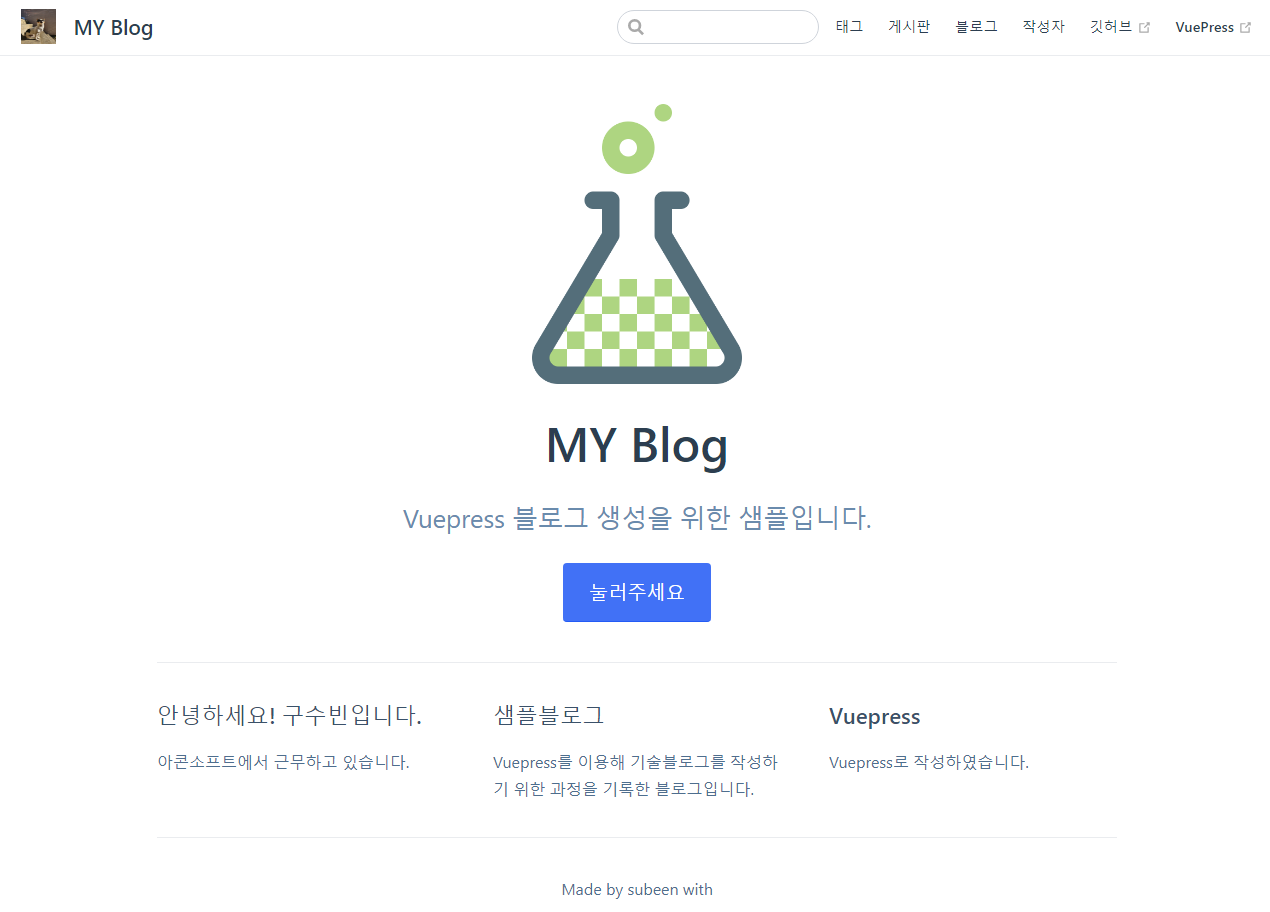 MY Blog
태그 게시판 블로그 작성자 깃허브 VuePress
MY Blog
Vuepress 블로그 생성을 위한 샘플입니다.
눌러주세요
안녕하세요! 구수빈입니다.
아콘소프트에서 근무하고 있습니다.
샘플블로그
Vuepress를 이용해 기술블로그를 작성하
기 위한 과정을 기록한 블로그입니다.
Vuepress
Vuepress로 작성하였습니다.
Made by subeen with